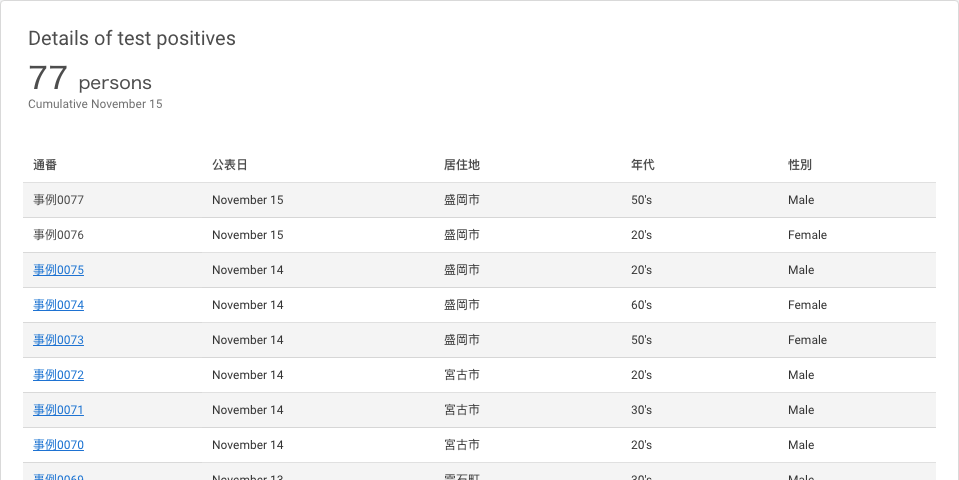 Details of test positives
77 persons
Cumulative November 15
通番 公表日 居住地 年代 性別
事例0077 November 15 盛岡市 50's Male
事例0076 November 15 盛岡市 20's Female
事例0075 November 14 盛岡市 20's Male
事例0074 November 14 盛岡市 60's Female
事例0073 November 14 盛岡市 50's Female
事例0072 November 14 宮古市 20's Male
事例0071 November 14 宮古市 30's Male
事例0070 November 14 宮古市 20's Male
事例0069 November 13 雫石町 30's Male